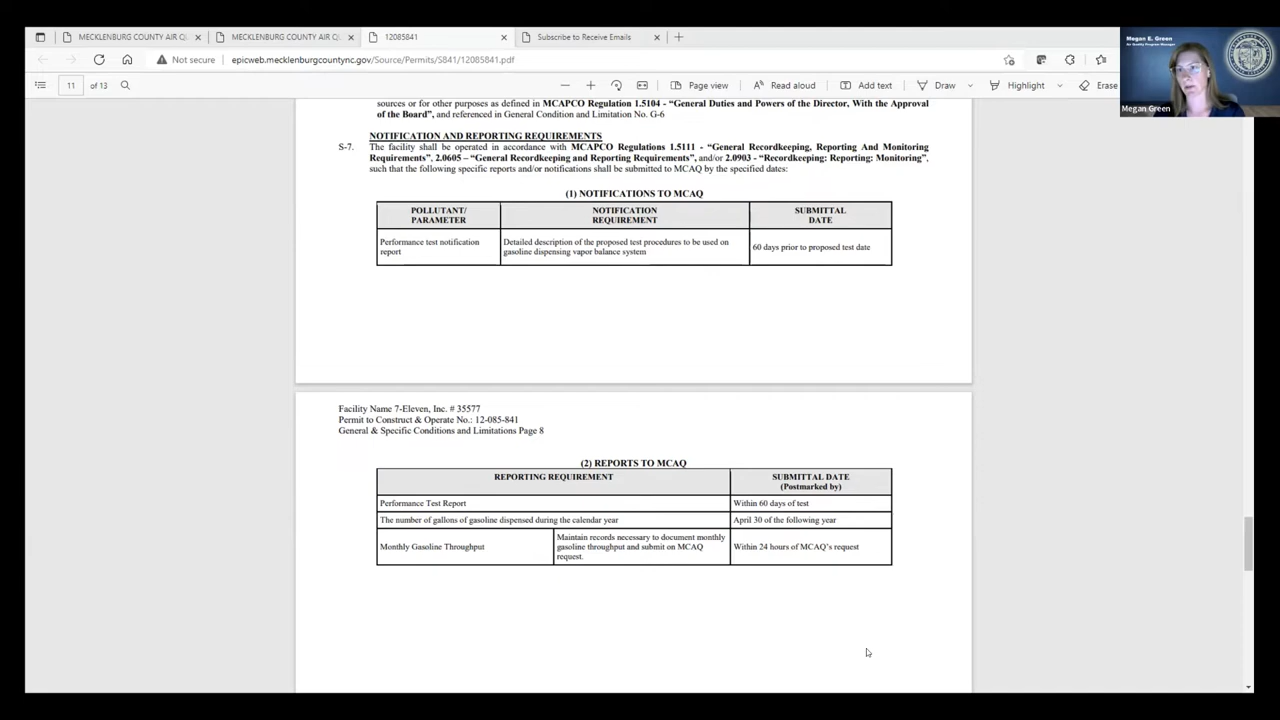 MECKLENBURG COUNTY AIR Q
MECKLENBURG COUNTY AIR Q
12085841
Subscribe to Receive Emails
Not secure
epicweb.mecklenburgcountync.gov/Source/Permits/S841/12085841.pdf
11 of 13
Page view
Read aloud
Add text
Draw
Highlight
Erase
Megan E. Green
Air Quality Program Manager
Megan Green
sources or for other purposes as defined in MCAPCO Regulation 1.5104 - “General Duties and Powers of the Director, With the Approval
of the Board”, and referenced in General Condition and Limitation No. G-6
NOTIFICATION AND REPORTING REQUIREMENTS
S-7. The facility shall be operated in accordance with MCAPCO Regulations 1.5111 - “General Recordkeeping, Reporting And Monitoring
Requirements”, 2.0605 – “General Recordkeeping and Reporting Requirements”, and/or 2.0903 - “Recordkeeping: Reporting: Monitoring”,
such that the following specific reports and/or notifications shall be submitted to MCAQ by the specified dates:
(1) NOTIFICATIONS TO MCAQ
POLLUTANT/
PARAMETER
NOTIFICATION
REQUIREMENT
SUBMITTAL
DATE
Performance test notification
report
Detailed description of the proposed test procedures to be used on
gasoline dispensing vapor balance system
60 days prior to proposed test date
Facility Name 7-Eleven, Inc. # 35577
Permit to Construct & Operate No.: 12-085-841
General & Specific Conditions and Limitations Page 8
(2) REPORTS TO MCAQ
REPORTING REQUIREMENT
SUBMITTAL DATE
(Postmarked by)
Performance Test Report
Within 60 days of test
The number of gallons of gasoline dispensed during the calendar year
April 30 of the following year
Monthly Gasoline Throughput
Maintain records necessary to document monthly
gasoline throughput and submit on MCAQ
request.
Within 24 hours of MCAQ’s request